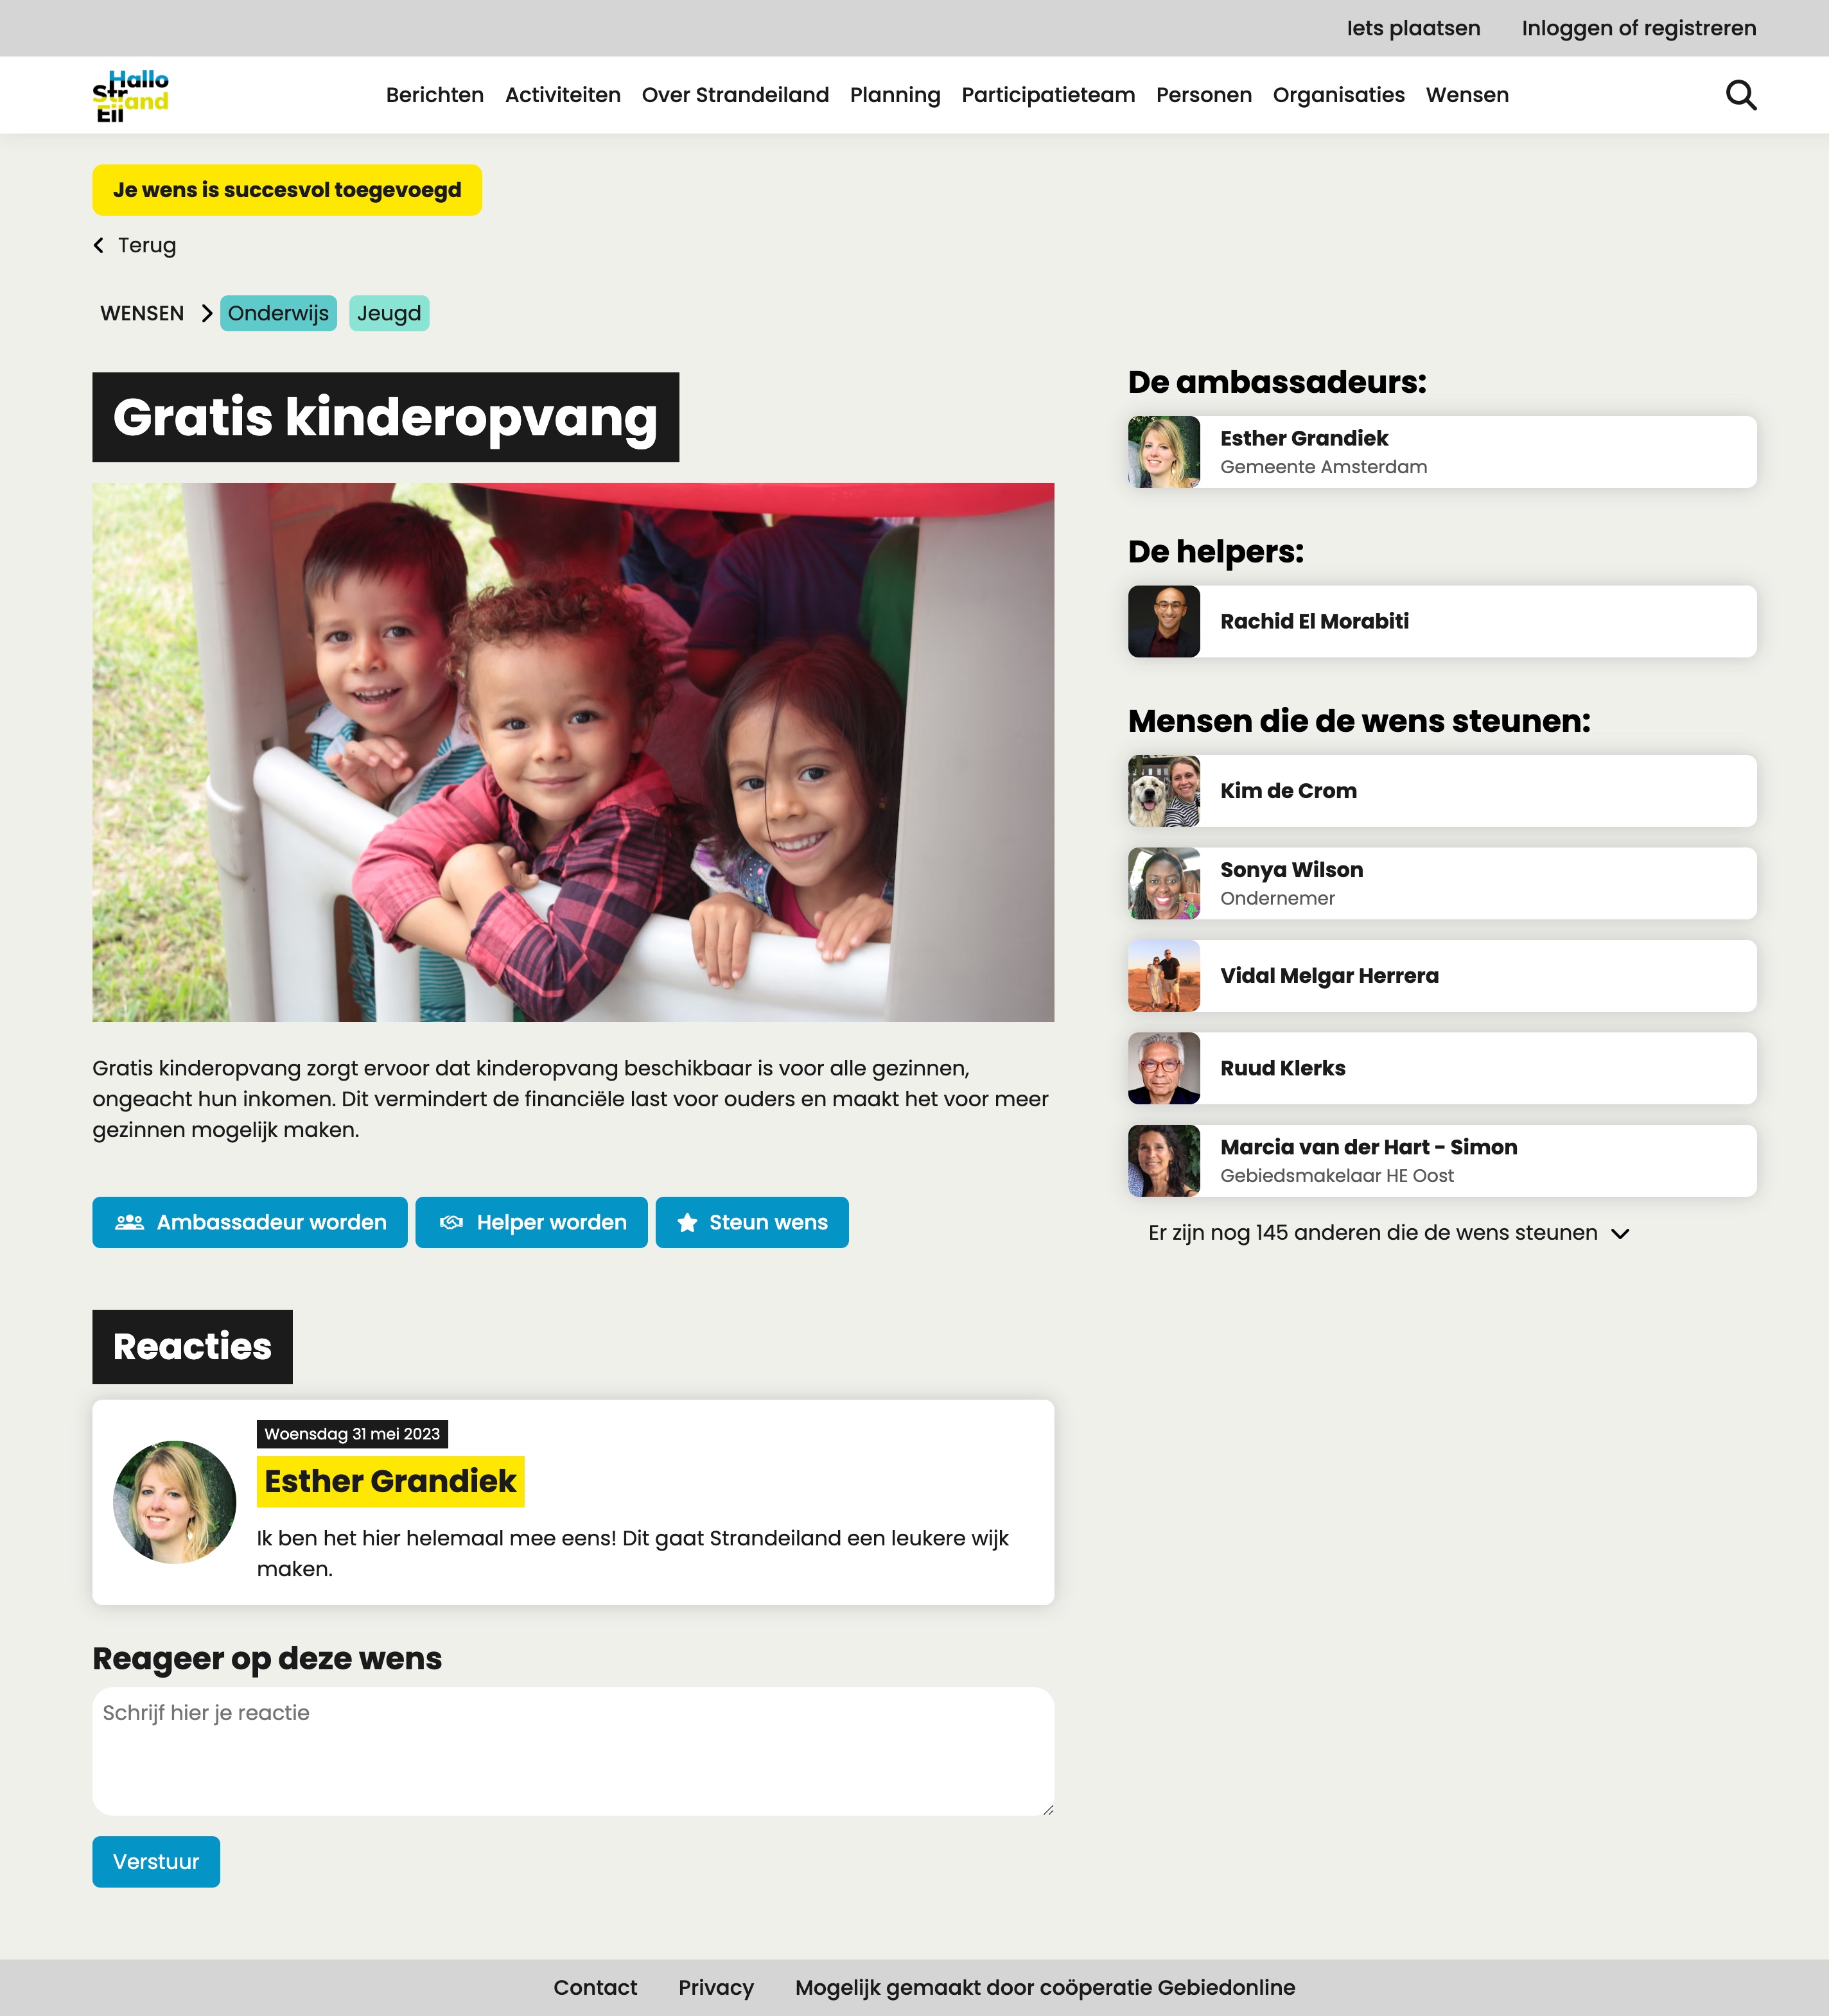 Iets plaatsen
Inloggen of registreren
Hallo
Str
eiland
Eil
Berichten
Activiteiten
Over Strandeiland
Planning
Participatieteam
Personen
Organisaties
Wensen
Je wens is succesvol toegevoegd
Terug
WENSEN
Onderwijs
Jeugd
Gratis kinderopvang
Gratis kinderopvang zorgt ervoor dat kinderopvang beschikbaar is voor alle gezinnen,
ongeacht hun inkomen. Dit vermindert de financiële last voor ouders en maakt het voor meer
gezinnen mogelijk maken.
Ambassadeur worden
Helper worden
Steun wens
De ambassadeurs:
Esther Grandiek
Gemeente Amsterdam
De helpers:
Rachid El Morabiti
Mensen die de wens steunen:
Kim de Crom
Sonya Wilson
Ondernemer
Vidal Melgar Herrera
Ruud Klerks
Marcia van der Hart - Simon
Gebiedsmakelaar HE Oost
Er zijn nog 145 anderen die de wens steunen
Reacties
Woensdag 31 mei 2023
Esther Grandiek
Ik ben het hier helemaal mee eens! Dit gaat Strandeiland een leukere wijk
maken.
Reageer op deze wens
Schrijf hier je reactie
Verstuur
Contact
Privacy
Mogelijk gemaakt door coöperatie Gebiedonline